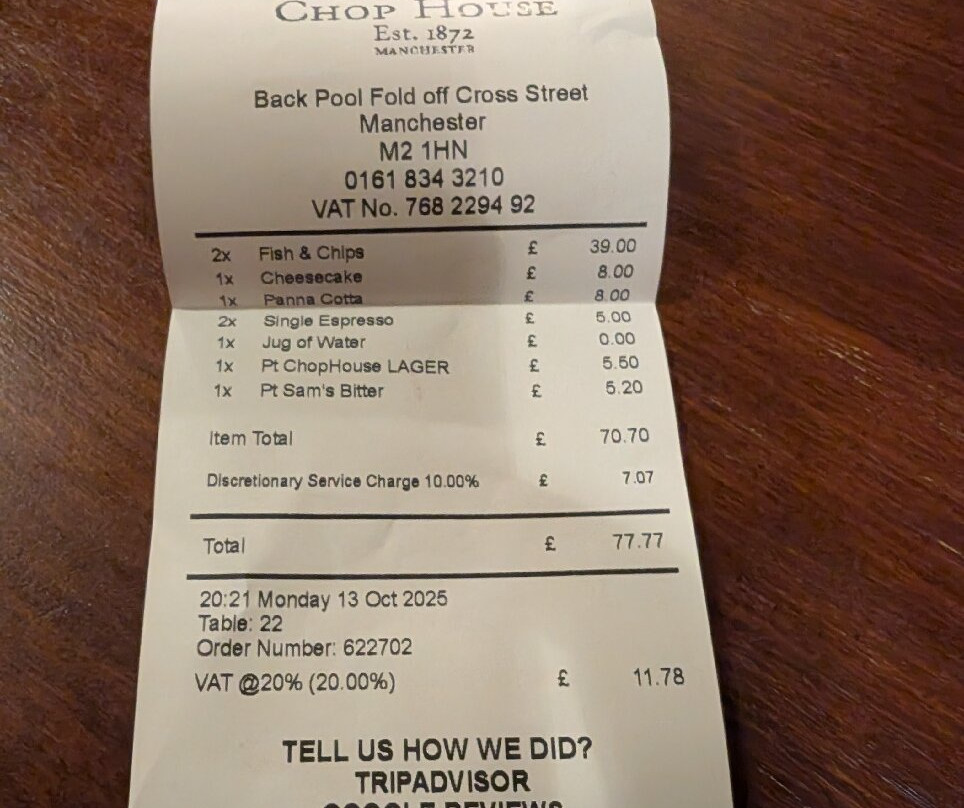 CHOP HOUSE
Est. 1872
MANCHESTER
Back Pool Fold off Cross Street
Manchester
M2 1HN
0161 834 3210
VAT No. 768 2294 92
2x Fish & Chips £ 39.00
1x Cheesecake £ 8.00
1x Panna Cotta £ 8.00
2x Single Espresso £ 5.00
1x Jug of Water £ 0.00
1x Pt ChopHouse LAGER £ 5.50
1x Pt Sam's Bitter £ 5.20
Item Total £ 70.70
Discretionary Service Charge 10.00% £ 7.07
Total £ 77.77
20:21 Monday 13 Oct 2025
Table: 22
Order Number: 622702
VAT @20% (20.00%) £ 11.78
TELL US HOW WE DID?
TRIPADVISOR
GOOGLE REVIEWS